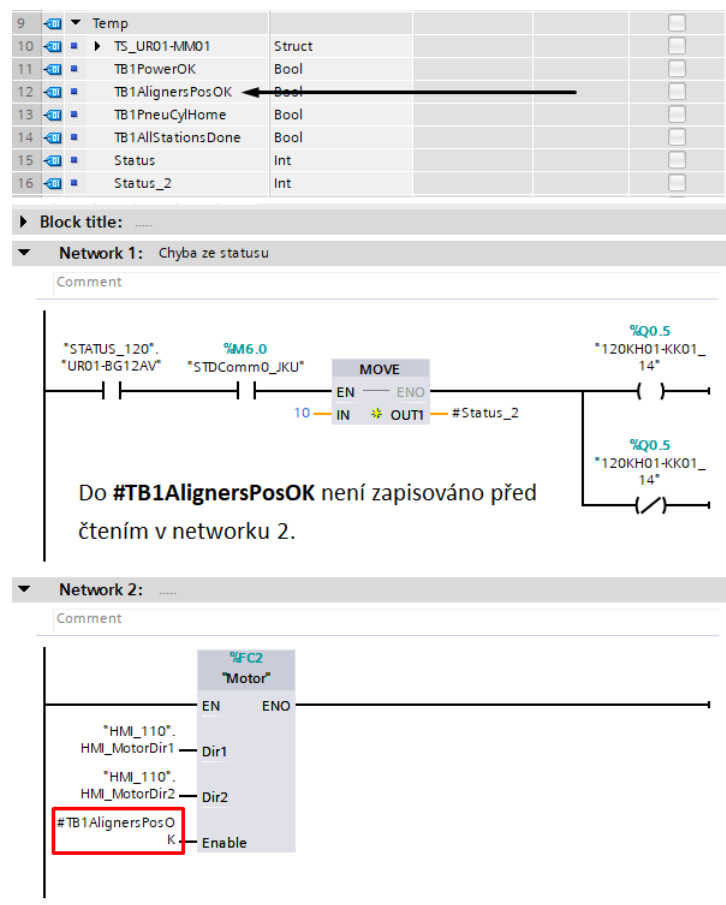 9 Temp
10 TS_UR01-MM01 Struct
11 TB1PowerOK Bool
12 TB1AlignersPosOK Bool
13 TB1PneuCylHome Bool
14 TB1AllStationsDone Bool
15 Status Int
16 Status_2 Int
Block title: .....
Network 1: Chyba ze statusu
Comment
"STATUS_120".
"UR01-BG12AV"
%M6.0
"STDComm0_JKU"
MOVE
EN ENO
10 IN OUT1 #Status_2
%Q0.5
"120KH01-KK01_
14"
%Q0.5
"120KH01-KK01_
14"
Do #TB1AlignersPosOK není zapisováno před
čtením v networku 2.
Network 2: .....
Comment
%FC2
"Motor"
EN ENO
"HMI_110".
HMI_MotorDir1 Dir1
"HMI_110".
HMI_MotorDir2 Dir2
#TB1AlignersPosO
K Enable